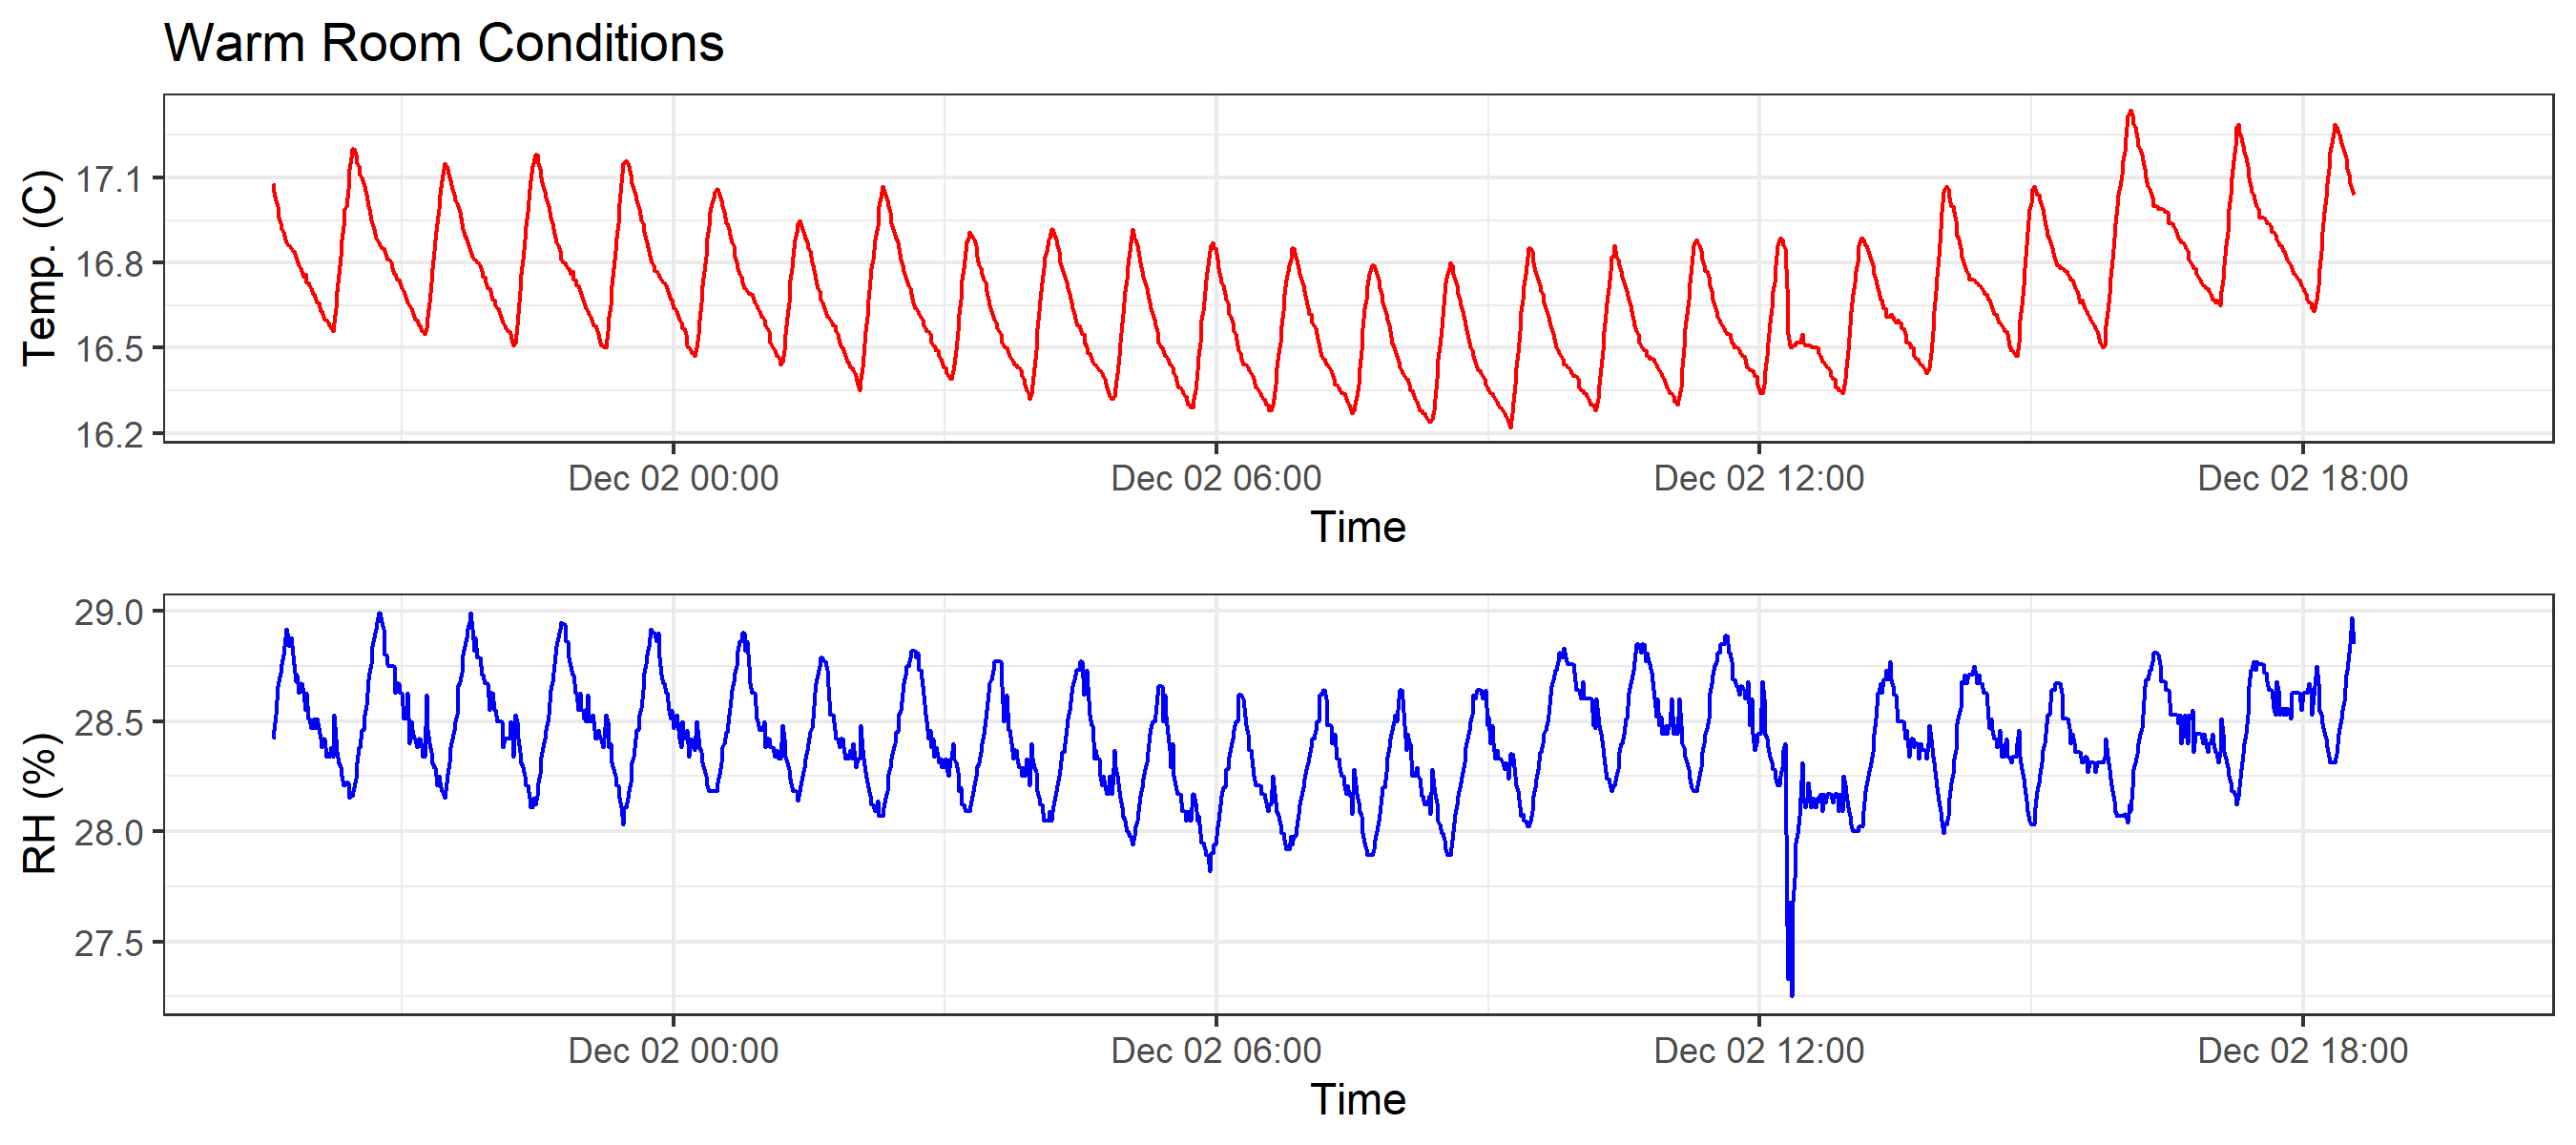 Warm Room Conditions
Temp. (C)
17.1
16.8
16.5
16.2
Dec 02 00:00 Dec 02 06:00 Dec 02 12:00 Dec 02 18:00
Time
RH (%)
29.0
28.5
28.0
27.5
Dec 02 00:00 Dec 02 06:00 Dec 02 12:00 Dec 02 18:00
Time